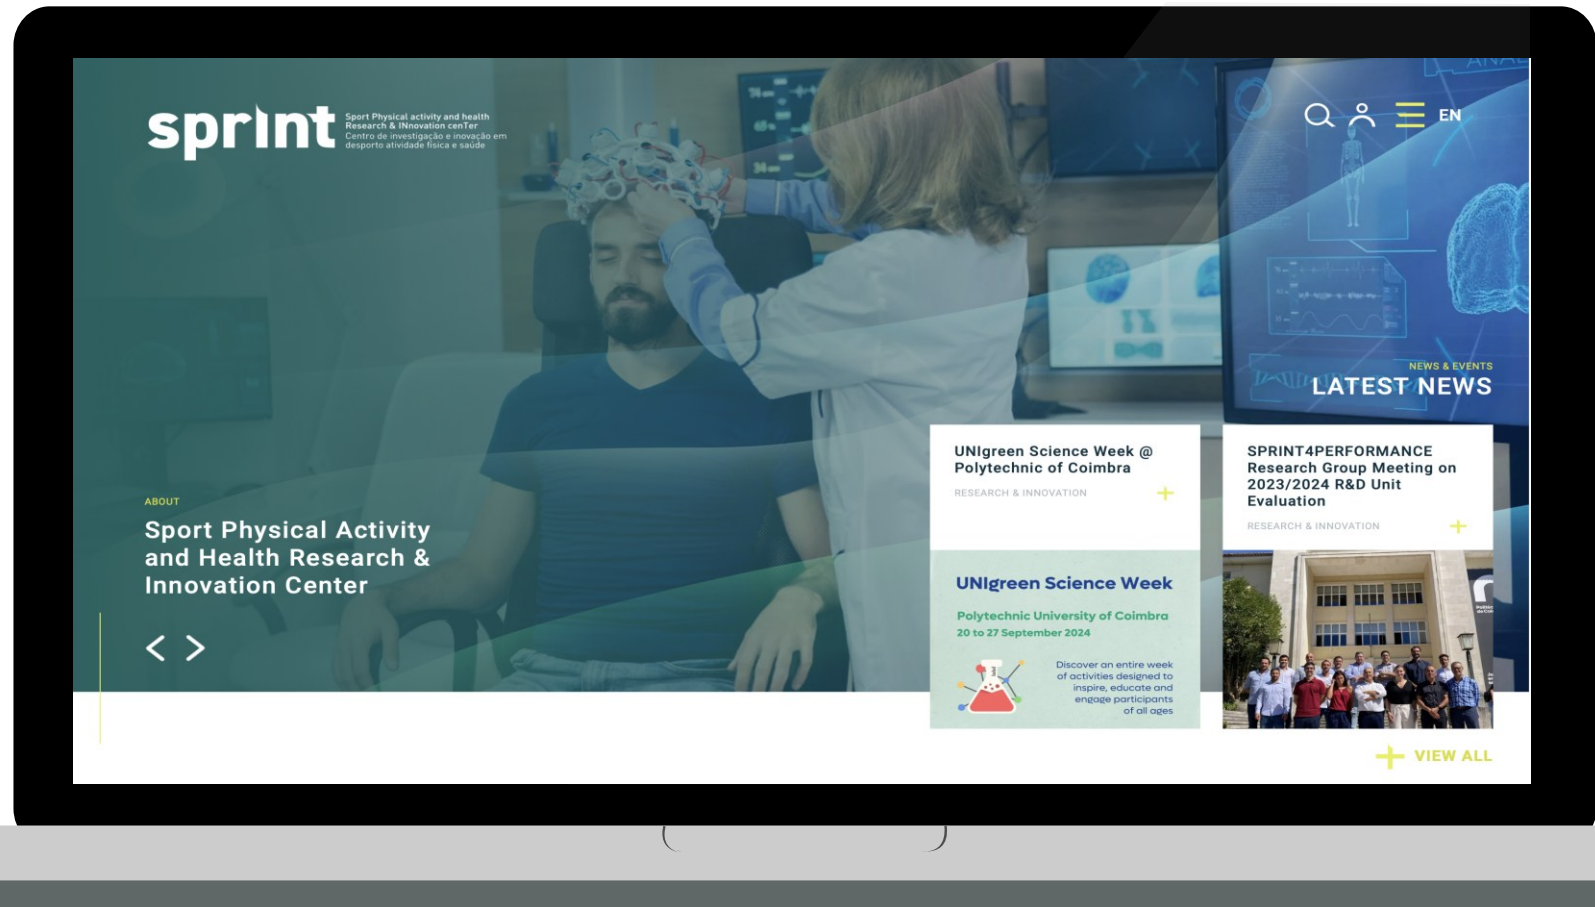 sprint
Sport Physical activity and health
Research & INnovation cenTer
Centro de investigação e inovação em
desporto atividade física e saúde
EN
NEWS & EVENTS
LATEST NEWS
ABOUT
Sport Physical Activity
and Health Research &
Innovation Center
UNIgreen Science Week @
Polytechnic of Coimbra
RESEARCH & INNOVATION
UNIgreen Science Week
Polytechnic University of Coimbra
20 to 27 September 2024
Discover an entire week
of activities designed to
inspire, educate and
engage participants
of all ages
SPRINT4PERFORMANCE
Research Group Meeting on
2023/2024 R&D Unit
Evaluation
RESEARCH & INNOVATION
VIEW ALL